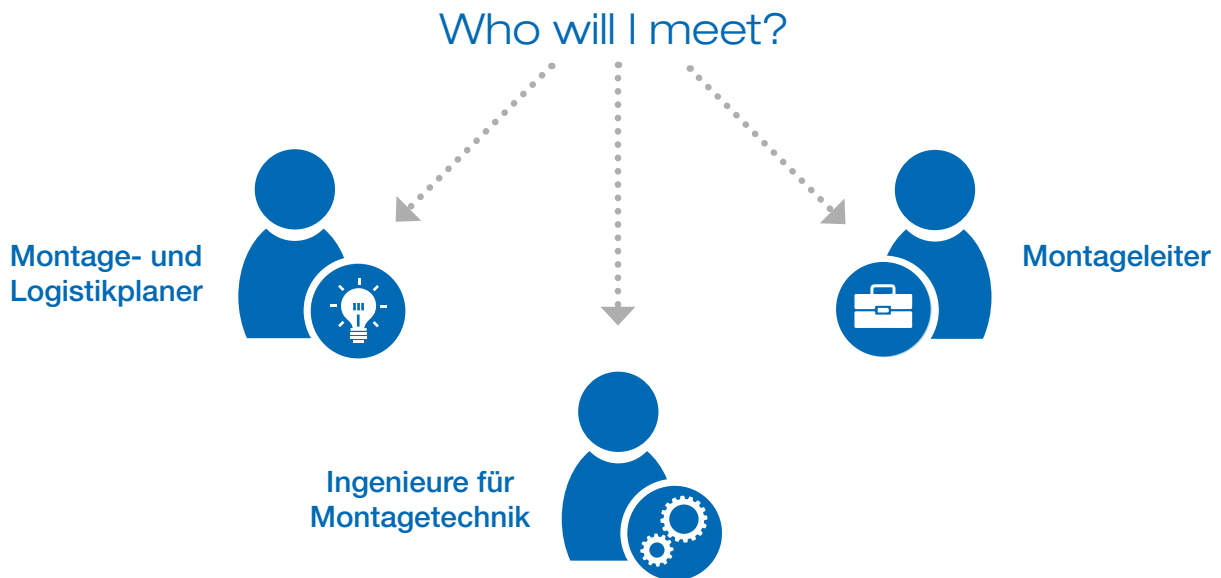 Who will I meet?
Montage- und
Logistikplaner
Montageleiter
Ingenieure für
Montagetechnik